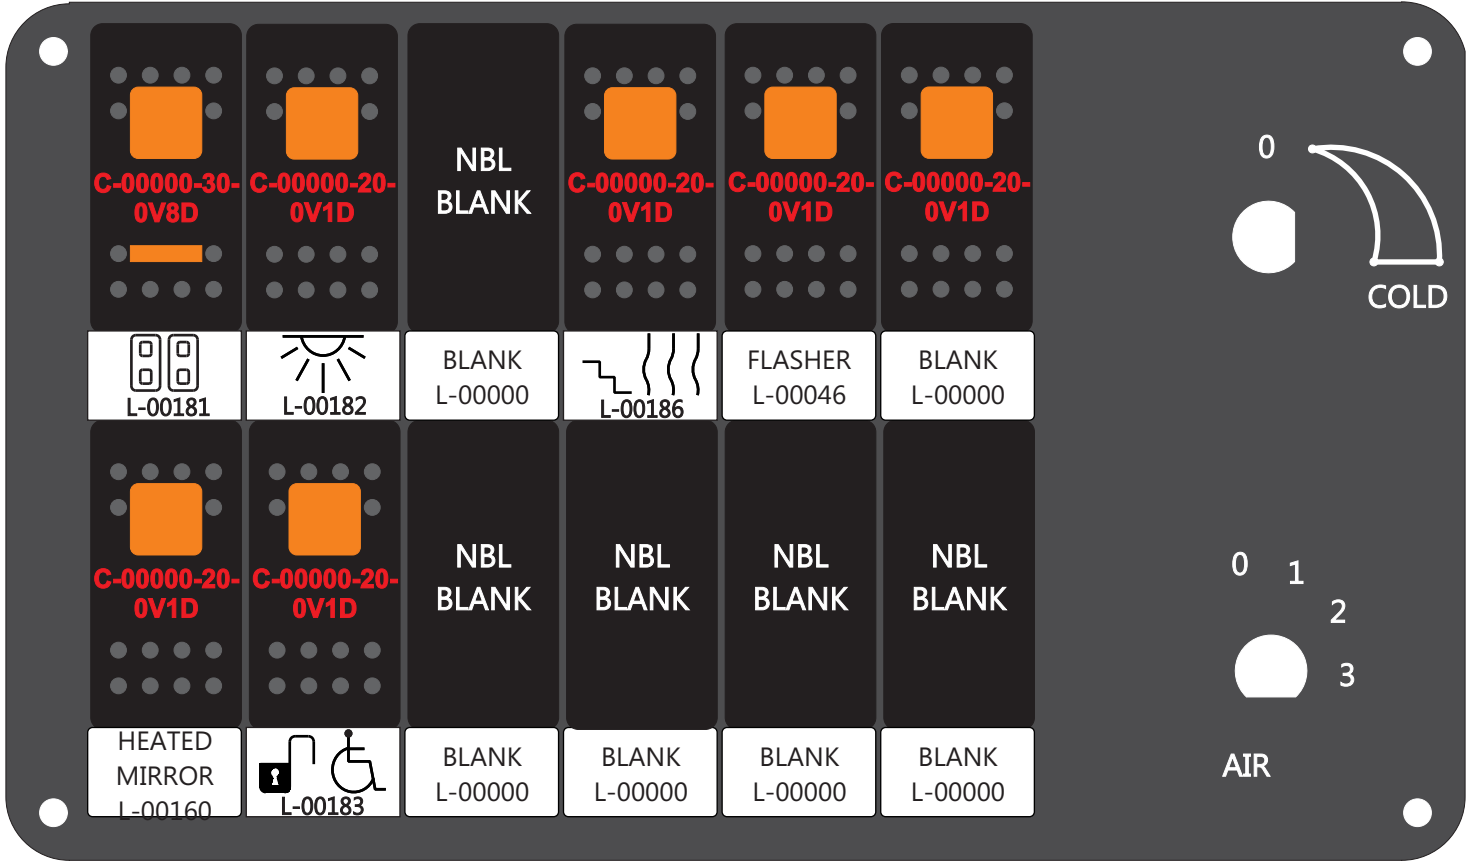 C-00000-30-
0V8D
C-00000-20-
0V1D
NBL
BLANK
C-00000-20-
0V1D
C-00000-20-
0V1D
C-00000-20-
0V1D
0
COLD
L-00181
L-00182
BLANK
L-00000
L-00186
FLASHER
L-00046
BLANK
L-00000
C-00000-20-
0V1D
C-00000-20-
0V1D
NBL
BLANK
NBL
BLANK
NBL
BLANK
NBL
BLANK
0
1
2
3
AIR
HEATED
MIRROR
L-00160
L-00183
BLANK
L-00000
BLANK
L-00000
BLANK
L-00000
BLANK
L-00000